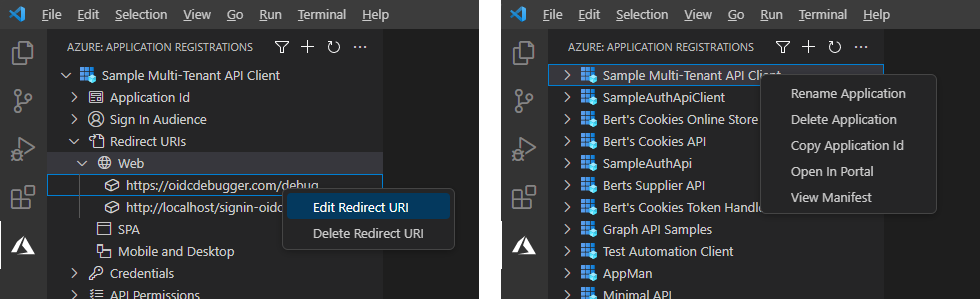 File Edit View Go Run Terminal Help
AZURE: APPLICATION REGISTRATIONS
Sample Multi-Tenant API Client
Application Id
Sign In Audience
Redirect URIs
Web
https://oidcdebugger.com/debug
http://localhost/signin-oidc
Edit Redirect URI
Delete Redirect URI
SPA
Mobile and Desktop
Credentials
API Permissions
File Edit View Go Run Terminal Help
AZURE: APPLICATION REGISTRATIONS
Sample Multi-Tenant API Client
SampleAuthApiClient
Bert's Cookies Online Store
Bert's Cookies API
SampleAuthApi
Berts Supplier API
Bert's Cookies Token Handle
Graph API Samples
Test Automation Client
AppMan
Minimal API
Rename Application
Delete Application
Copy Application Id
Open In Portal
View Manifest